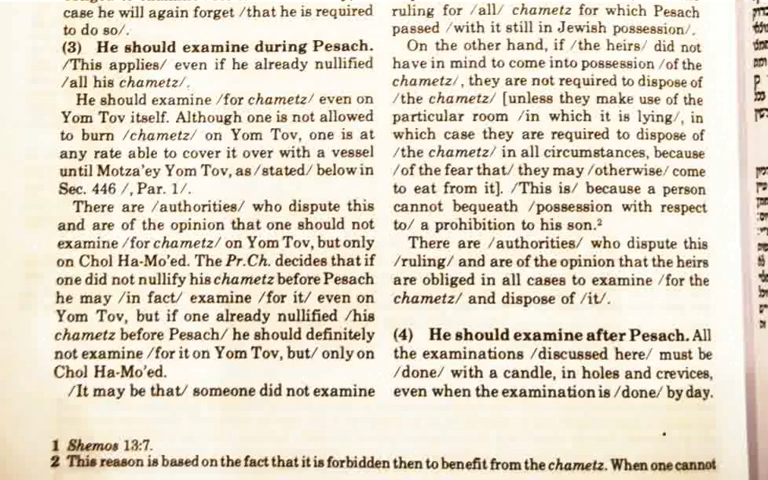 case he will again forget /that he is required
to do so/.
(3) He should examine during Pesach.
/This applies/ even if he already nullified
/all his chametz/.
He should examine /for chametz/ even on
Yom Tov itself. Although one is not allowed
to burn /chametz/ on Yom Tov, one is at
any rate able to cover it over with a vessel
until Motza'ey Yom Tov, as /stated/ below in
Sec. 446 /, Par. 1/.
There are /authorities/ who dispute this
and are of the opinion that one should not
examine /for chametz/ on Yom Tov, but only
on Chol Ha-Mo'ed. The Pr.Ch. decides that if
one did not nullify his chametz before Pesach
he may /in fact/ examine /for it/ even on
Yom Tov, but if one already nullified /his
chametz before Pesach/ he should definitely
not examine /for it on Yom Tov, but/ only on
Chol Ha-Mo'ed.
/It may be that/ someone did not examine
ruling for /all/ chametz for which Pesach
passed /with it still in Jewish possession/.
On the other hand, if /the heirs/ did not
have in mind to come into possession /of the
chametz/, they are not required to dispose of
/the chametz/ [unless they make use of the
particular room /in which it is lying/, in
which case they are required to dispose of
/the chametz/ in all circumstances, because
/of the fear that/ they may /otherwise/ come
to eat from it]. /This is/ because a person
cannot bequeath /possession with respect
to/ a prohibition to his son.²
There are /authorities/ who dispute this
/ruling/ and are of the opinion that the heirs
are obliged in all cases to examine /for the
chametz/ and dispose of /it/.
(4) He should examine after Pesach. All
the examinations /discussed here/ must be
/done/ with a candle, in holes and crevices,
even when the examination is /done/ by day.
1 Shemos 13:7.
2 This reason is based on the fact that it is forbidden then to benefit from the chametz. When one cannot